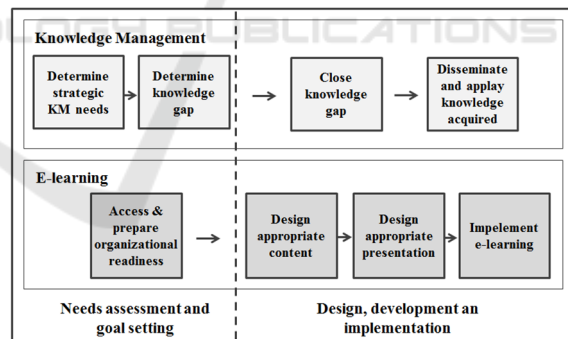 OLOGY PUBLICATIONS
Knowledge Management
Determine
strategic
KM needs
Determine
knowledge
gap
Close
knowledge
gap
Disseminate
and applay
knowledge
acquired
E-learning
Access &
prepare
organizational
readiness
Design
appropriate
content
Design
appropriate
presentation
Impelement
e-learning
Needs assessment and
goal setting
Design, development an
implementation